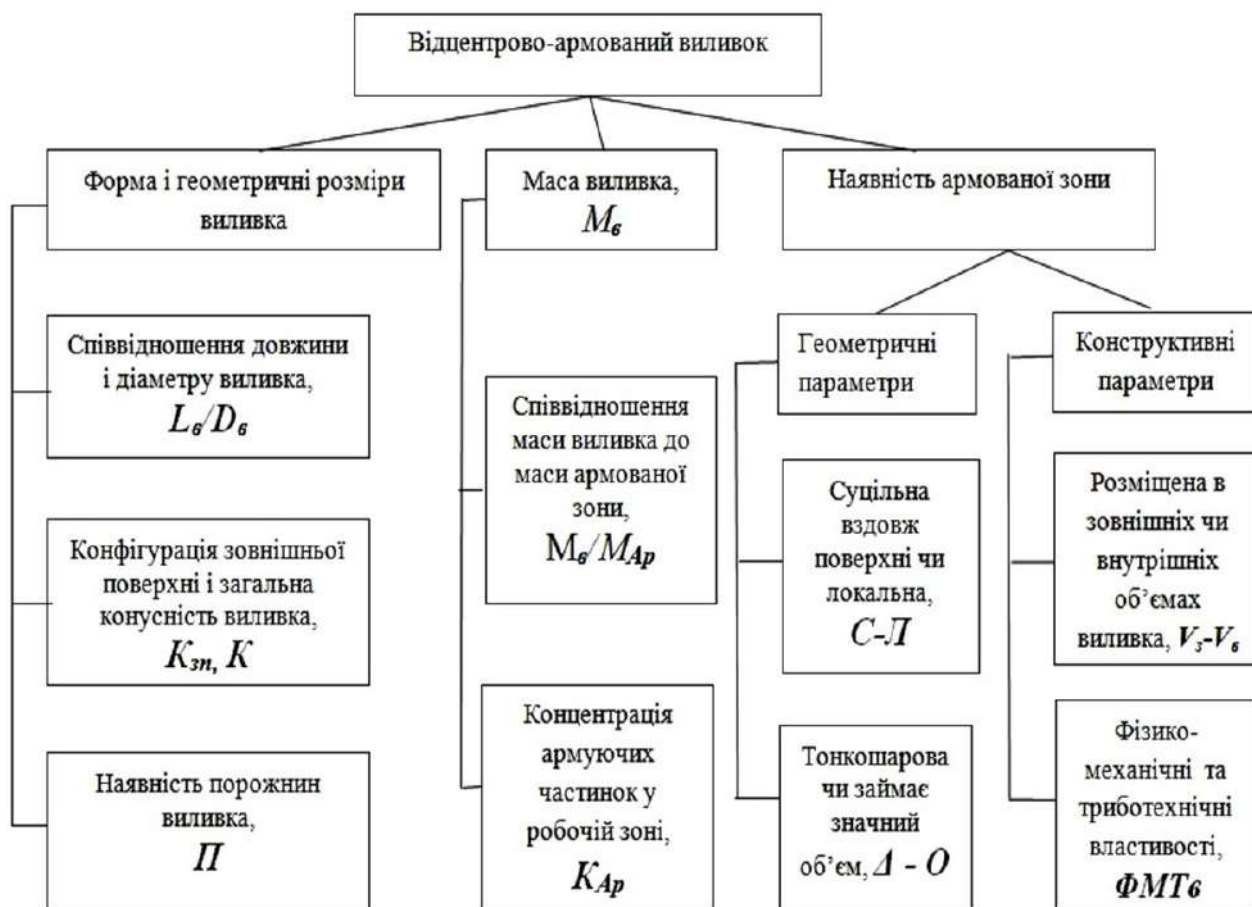 Відцентрово-армований виливок
Форма і геометричні розміри
виливка
Маса виливка,
Mв
Наявність армованої зони
Співвідношення довжини
і діаметру виливка,
Lв/Dв
Конфігурація зовнішньої
поверхні і загальна
конусність виливка,
Kзп, K
Наявність порожнин
виливка,
П
Співвідношення
маси виливка до
маси армованої
зони,
Mв/MАр
Концентрація
армуючих
частинок у
робочій зоні,
KАр
Геометричні
параметри
Суцільна
вздовж
поверхні чи
локальна,
С-Л
Тонкошарова
чи займає
значний
об’єм, Δ - О
Конструктивні
параметри
Розміщена в
зовнішніх чи
внутрішніх
об’ємах
виливка, Vз-Vв
Фізико-
механічні та
триботехнічні
властивості,
ФМТв